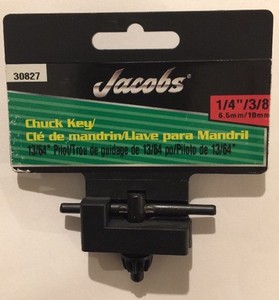 30827
Jacobs®
1/4"/3/8
6.5mm/10mm
Chuck Key/
Clé de mandrin/Llave para Mandril
13/64" Pilot/Trou de guidage de 13/64 po/Piloto de 13/64"